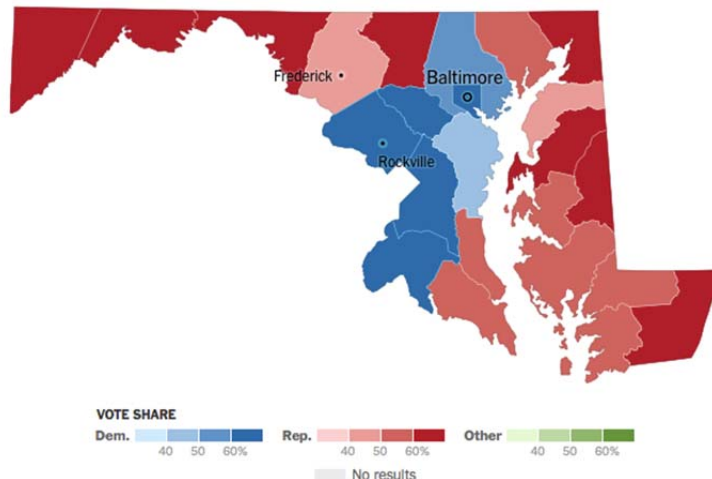 Frederick
Baltimore
Rockville
VOTE SHARE
Dem. Rep. Other
40 50 60% 40 50 60% 40 50 60%
No results